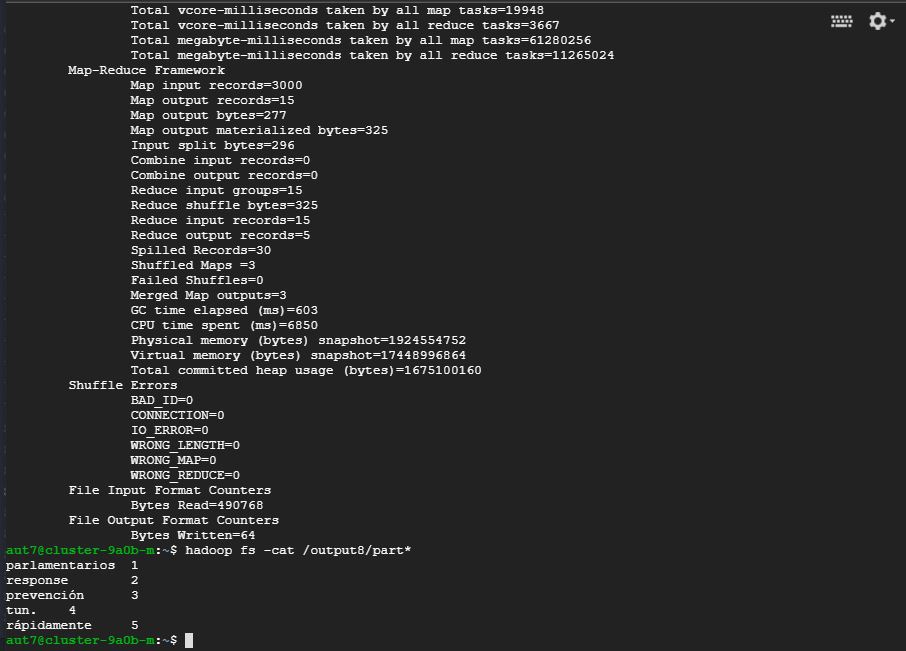 Total vcore-milliseconds taken by all map tasks=19948
Total vcore-milliseconds taken by all reduce tasks=3667
Total megabyte-milliseconds taken by all map tasks=61280256
Total megabyte-milliseconds taken by all reduce tasks=11265024
Map-Reduce Framework
Map input records=3000
Map output records=15
Map output bytes=277
Map output materialized bytes=325
Input split bytes=296
Combine input records=0
Combine output records=0
Reduce input groups=15
Reduce shuffle bytes=325
Reduce input records=15
Reduce output records=5
Spilled Records=30
Shuffled Maps =3
Failed Shuffles=0
Merged Map outputs=3
GC time elapsed (ms)=603
CPU time spent (ms)=6850
Physical memory (bytes) snapshot=1924554752
Virtual memory (bytes) snapshot=17448996864
Total committed heap usage (bytes)=1675100160
Shuffle Errors
BAD_ID=0
CONNECTION=0
IO_ERROR=0
WRONG_LENGTH=0
WRONG_MAP=0
WRONG_REDUCE=0
File Input Format Counters
Bytes Read=490768
File Output Format Counters
Bytes Written=64
aut7@cluster-9a0b-m:~$ hadoop fs -cat /output8/part*
parlamentarios 1
response 2
prevención 3
tun. 4
rápidamente 5
aut7@cluster-9a0b-m:~$